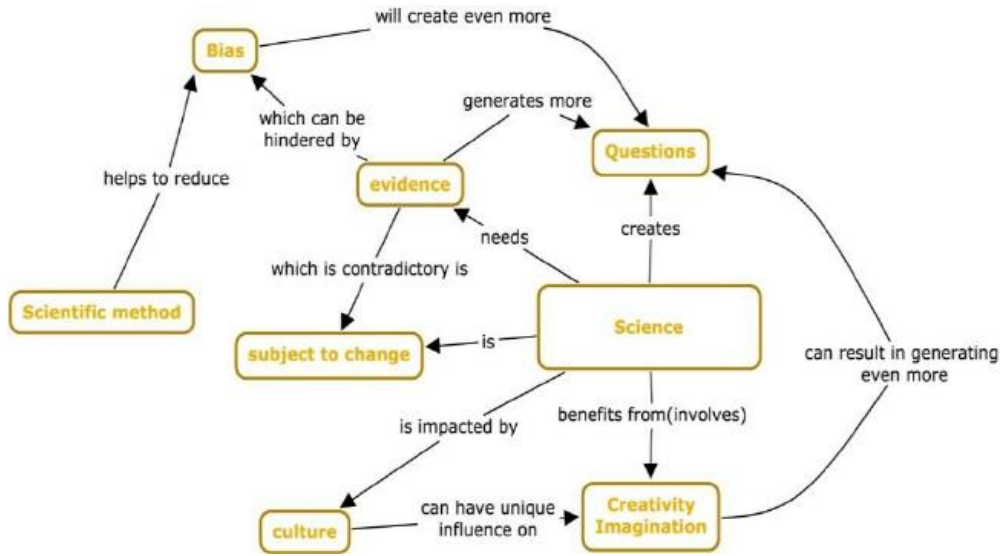 will create even more
Bias
which can be
hindered by
generates more
Questions
helps to reduce
evidence
needs
creates
which is contradictory is
Scientific method
Science
subject to change
is
can result in generating
even more
is impacted by
benefits from(involves)
culture
can have unique
influence on
Creativity
Imagination